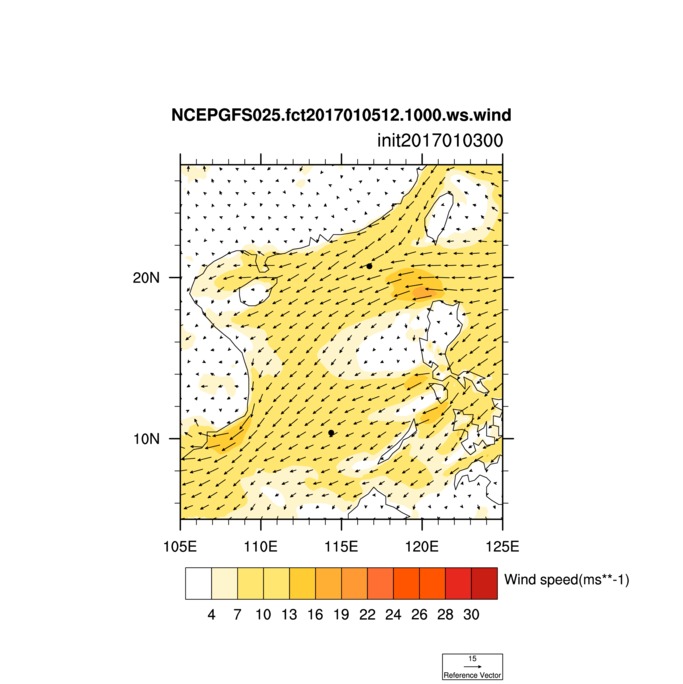 NCEPGFS025.fct2017010512.1000.ws.wind
init2017010300
20N
10N
105E 110E 115E 120E 125E
Wind speed(ms**-1)
4 7 10 13 16 19 22 24 26 28 30
15
Reference Vector